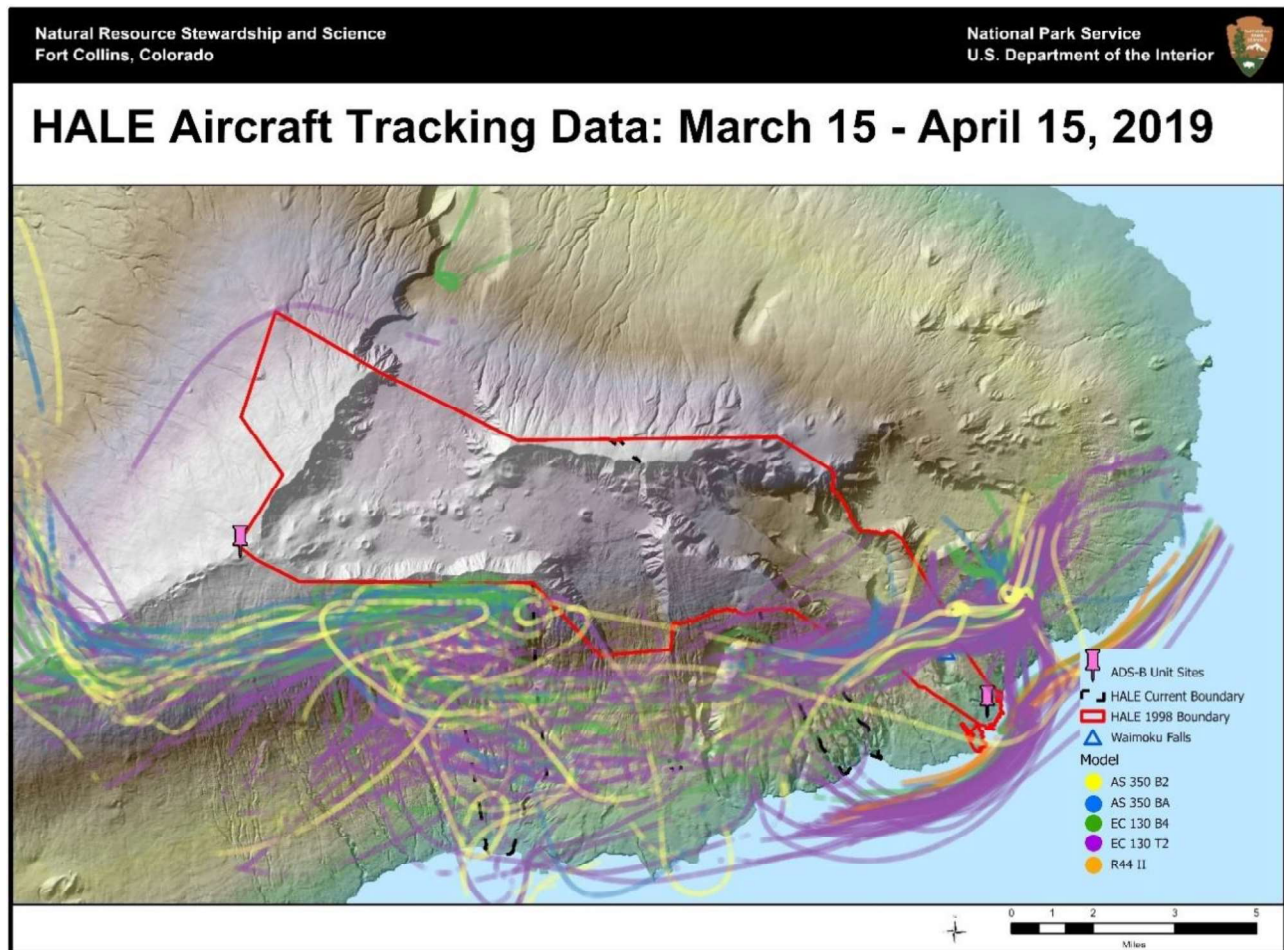 Natural Resource Stewardship and Science
Fort Collins, Colorado
National Park Service
U.S. Department of the Interior
HALE Aircraft Tracking Data: March 15 - April 15, 2019
ADS-B Unit Sites
HALE Current Boundary
HALE 1998 Boundary
Waimoku Falls
Model
AS 350 B2
AS 350 BA
EC 130 B4
EC 130 T2
R44 II
0 1 2 3 4 5
Miles